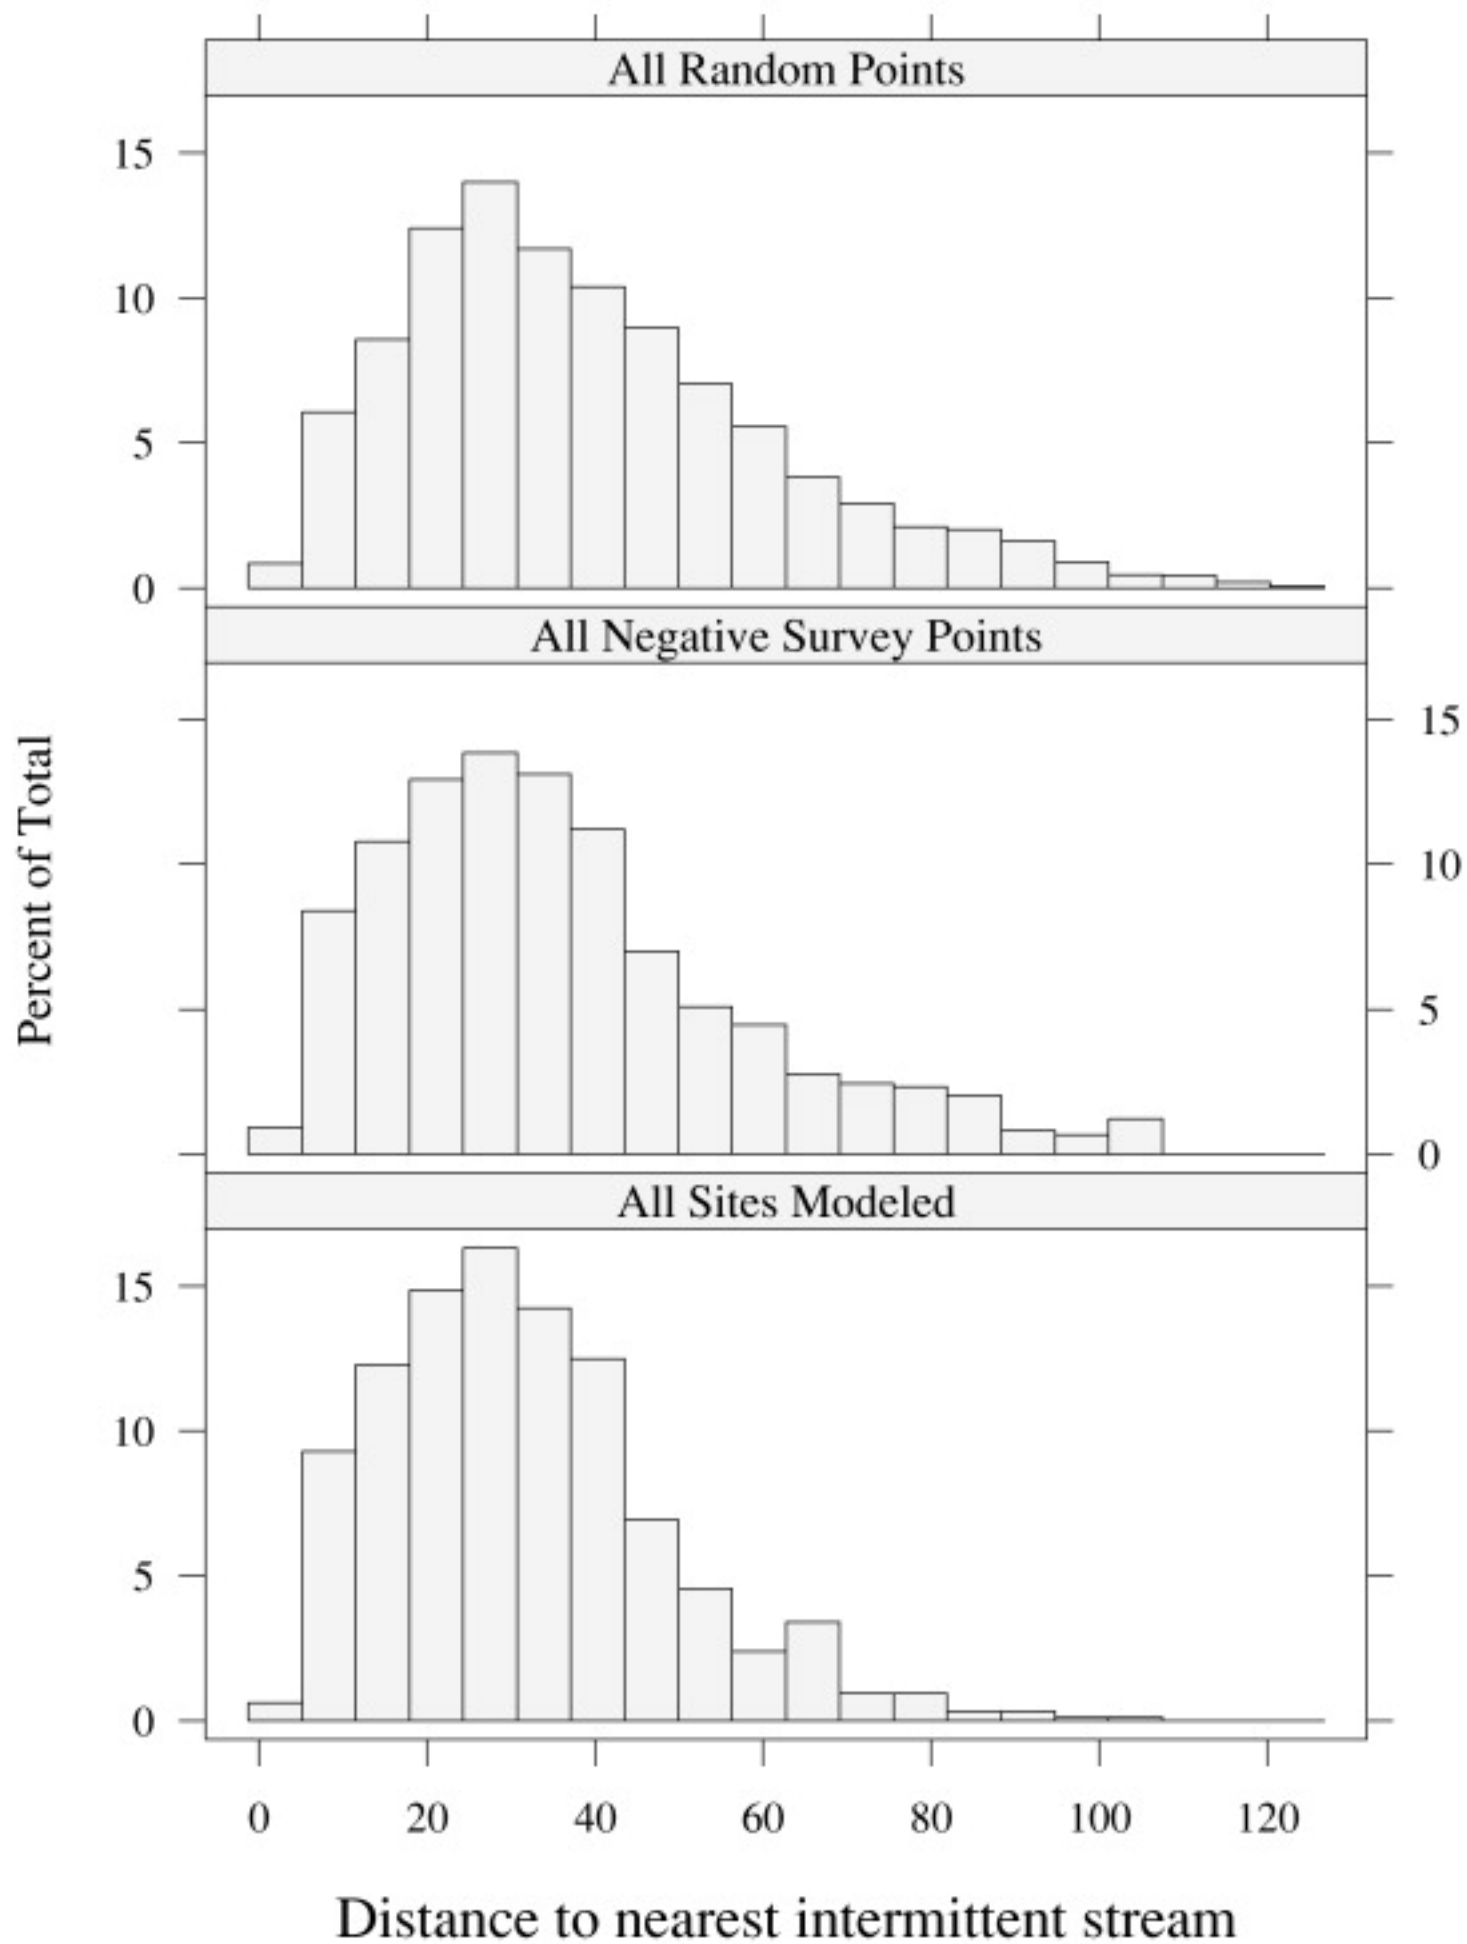 All Random Points
15
10
5
0
All Negative Survey Points
15
10
5
0
Percent of Total
All Sites Modeled
15
10
5
0
0 20 40 60 80 100 120
Distance to nearest intermittent stream